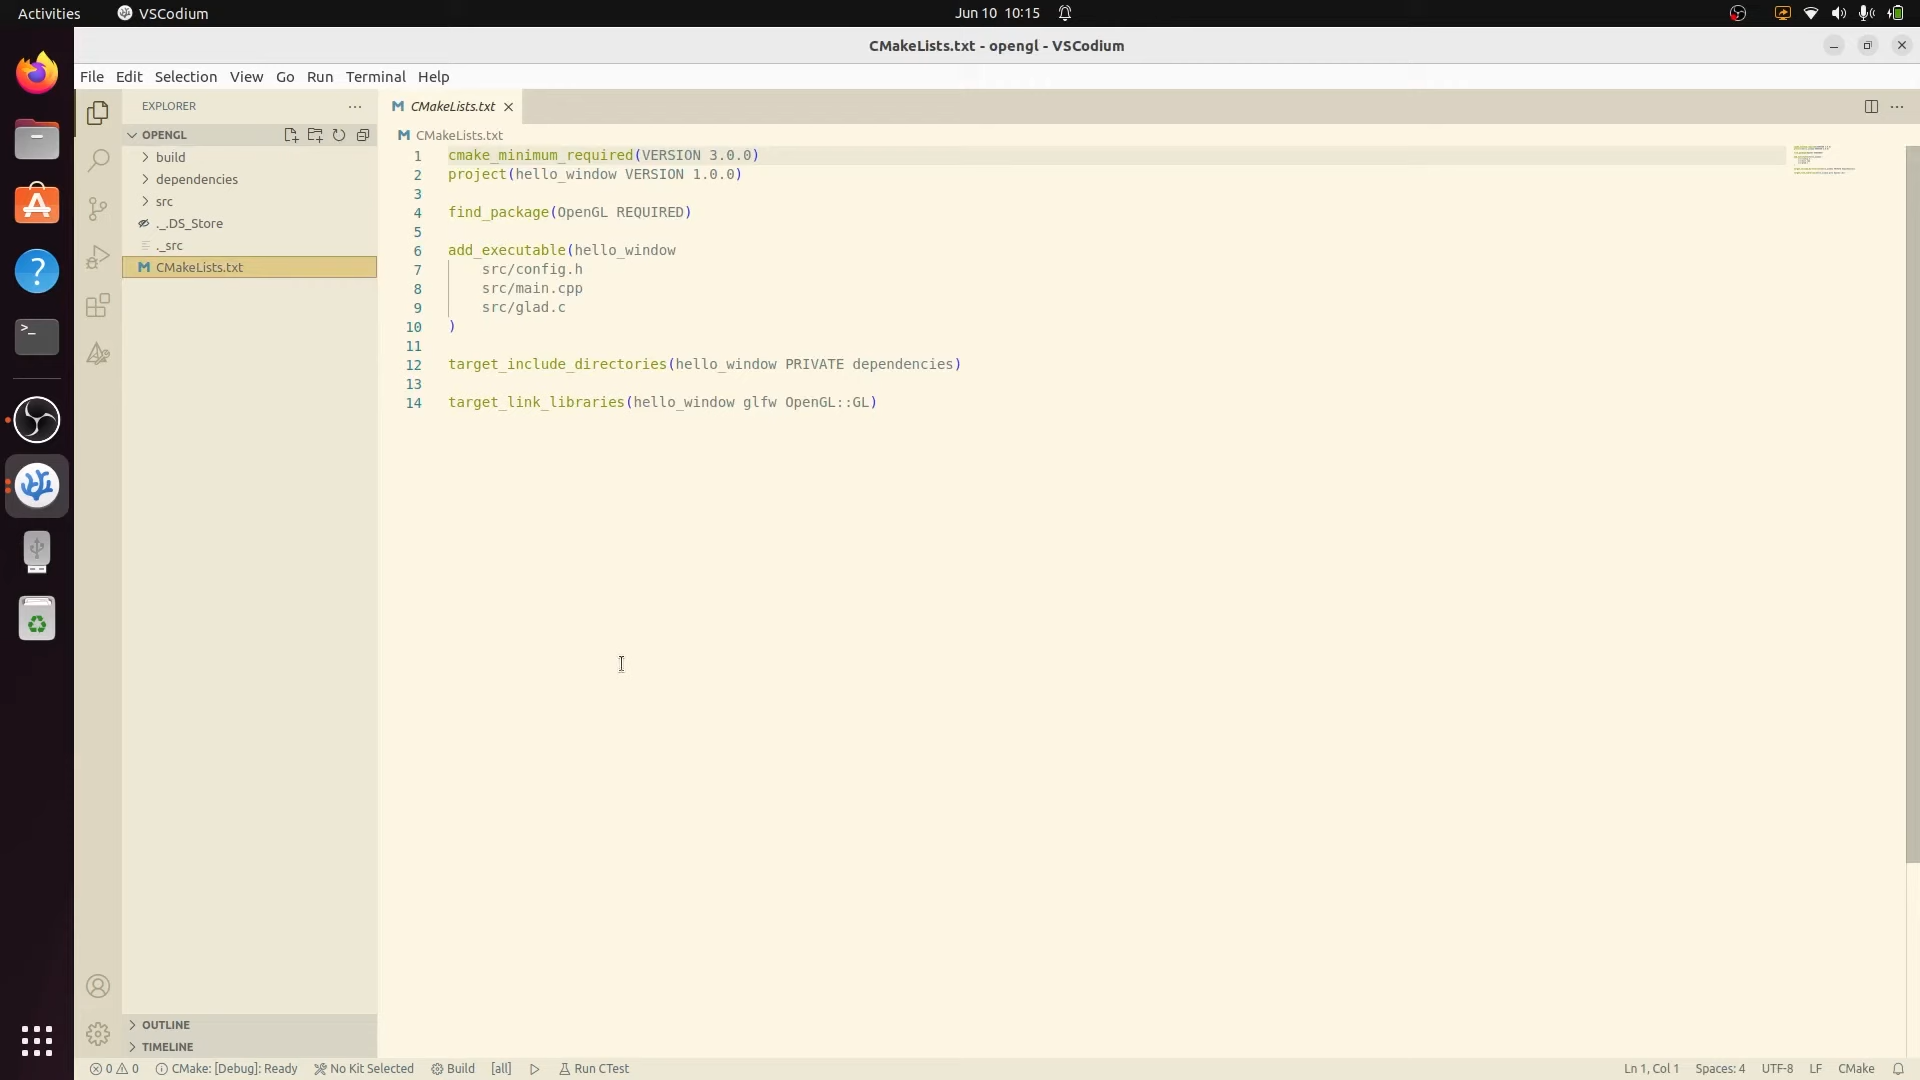 Activities VSCodium Jun 10 10:15
CMakeLists.txt - opengl - VSCodium
File Edit Selection View Go Run Terminal Help
EXPLORER
CMakeLists.txt
OPENGL
CMakeLists.txt
build
dependencies
src
._.DS_Store
._src
CMakeLists.txt
1 cmake_minimum_required(VERSION 3.0.0)
2 project(hello_window VERSION 1.0.0)
3
4 find_package(OpenGL REQUIRED)
5
6 add_executable(hello_window
7     src/config.h
8     src/main.cpp
9     src/glad.c
10 )
11
12 target_include_directories(hello_window PRIVATE dependencies)
13
14 target_link_libraries(hello_window glfw OpenGL::GL)
OUTLINE
TIMELINE
0 0 CMake: [Debug]: Ready No Kit Selected Build [all] Run CTest Ln 1, Col 1 Spaces: 4 UTF-8 LF CMake